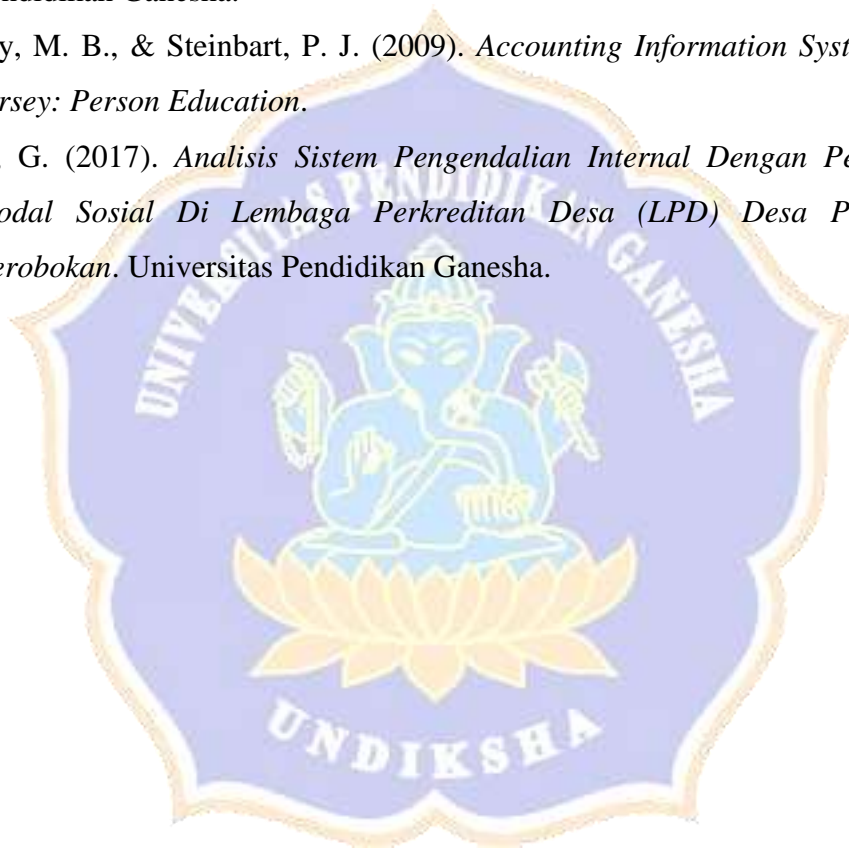 ndidikan Ganesha.
y, M. B., & Steinbart, P. J. (2009). Accounting Information Syst
rsey: Person Education.
, G. (2017). Analisis Sistem Pengendalian Internal Dengan Pe
odal Sosial Di Lembaga Perkreditan Desa (LPD) Desa P
erobokan. Universitas Pendidikan Ganesha.
UNIVERSITAS PENDIDIKAN GANESHA
UNDIKSHA